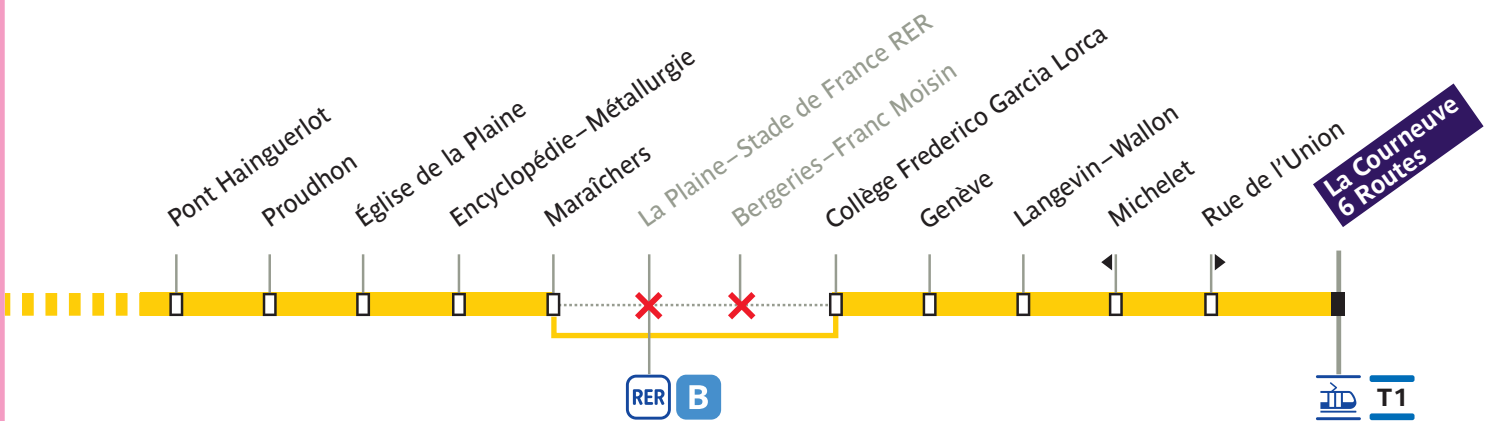 Pont Hainguerlot
Proudhon
Église de la Plaine
Encyclopédie–Métallurgie
Maraîchers
La Plaine–Stade de France RER
Bergeries–Franc Moisin
Collège Frederico Garcia Lorca
Genève
Langevin–Wallon
Michelet
Rue de l'Union
La Courneuve
6 Routes
RER B
T1